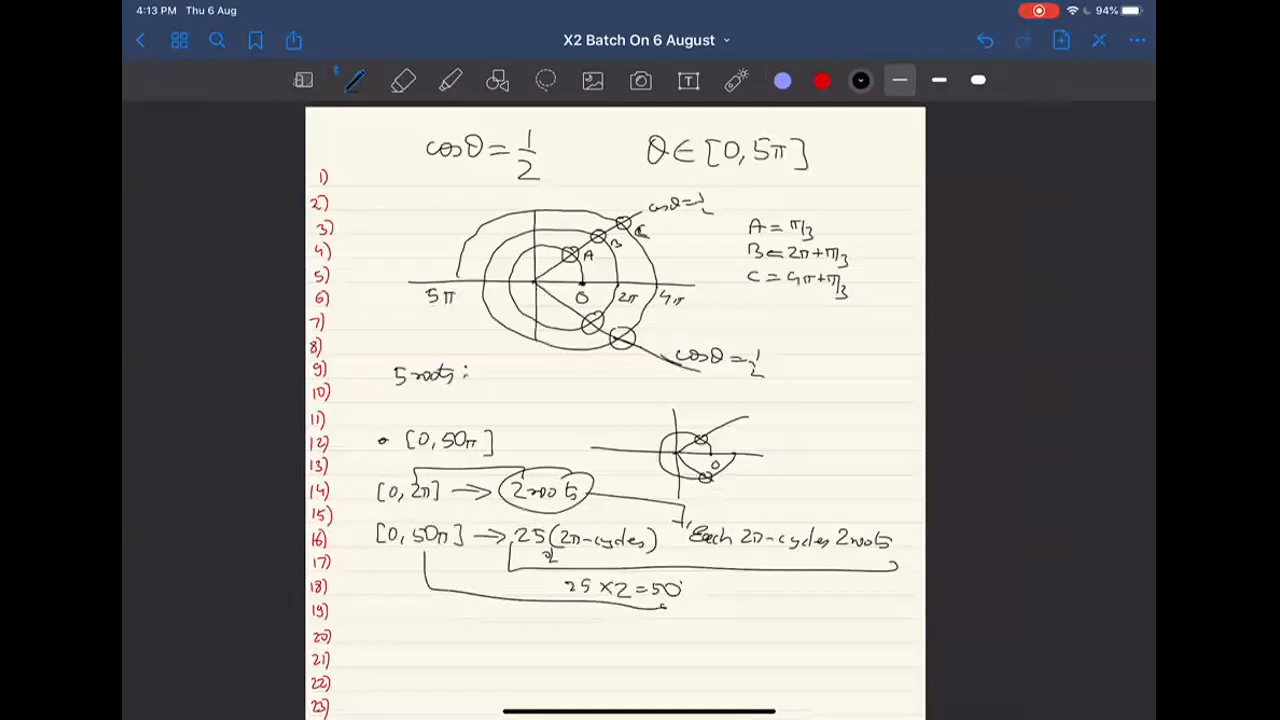 4:13 PM Thu 6 Aug
94%
X2 Batch On 6 August
cosθ = 1/2 θ ∈ [0, 5π]
1)
2)
3)
4)
5)
6)
7)
8)
9)
10)
11)
12)
13)
14)
15)
16)
17)
18)
19)
20)
21)
22)
23)
cosθ = 1/2
A
B
C
A = π/3
B = 2π + π/3
C = 4π + π/3
5π
0
2π
4π
cosθ = 1/2
5 roots :
• [0, 50π]
0
[0, 2π] → 2 roots
[0, 50π] → 25 (2π-cycles) Each 2π-cycles 2 roots
25 × 2 = 50